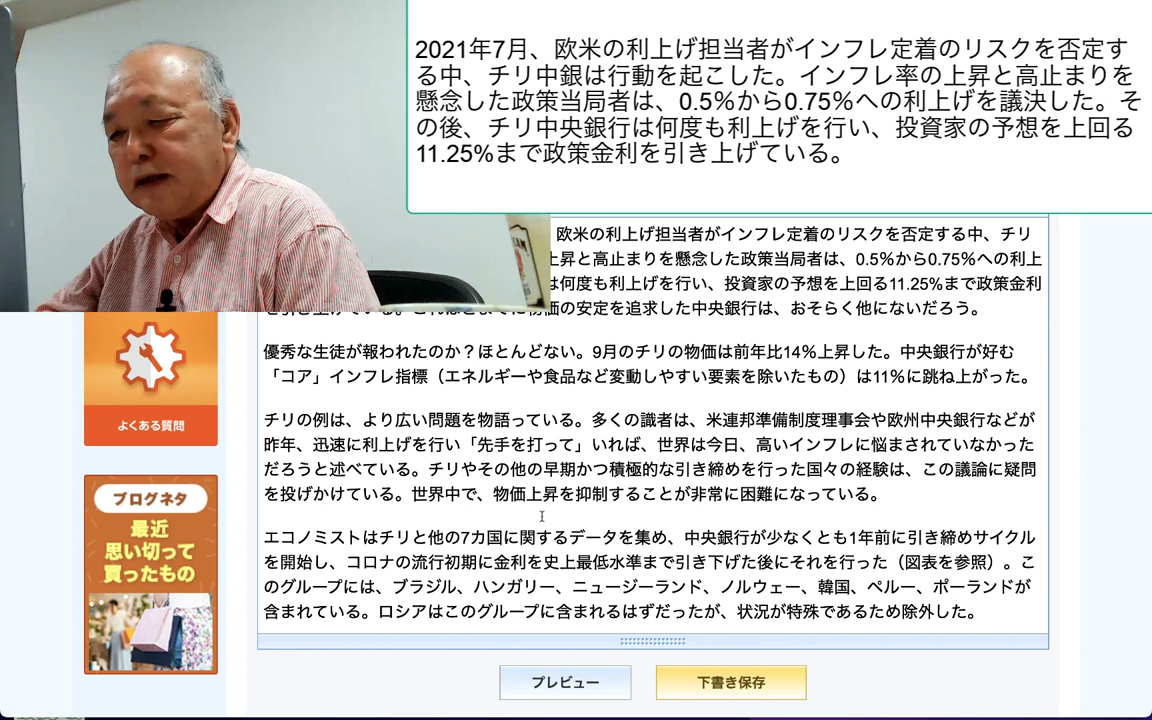 2021年7月、欧米の利上げ担当者がインフレ定着のリスクを否定す
る中、チリ中銀は行動を起こした。インフレ率の上昇と高止まりを
懸念した政策当局者は、0.5%から0.75%への利上げを議決した。そ
の後、チリ中央銀行は何度も利上げを行い、投資家の予想を上回る
11.25%まで政策金利を引き上げている。
欧米の利上げ担当者がインフレ定着のリスクを否定する中、チリ
上昇と高止まりを懸念した政策当局者は、0.5%から0.75%への利上
は何度も利上げを行い、投資家の予想を上回る11.25%まで政策金利
の安定を追求した中央銀行は、おそらく他にないだろう。
優秀な生徒が報われたのか？ほとんどない。9月のチリの物価は前年比14％上昇した。中央銀行が好む
「コア」インフレ指標（エネルギーや食品など変動しやすい要素を除いたもの）は11％に跳ね上がった。
チリの例は、より広い問題を物語っている。多くの識者は、米連邦準備制度理事会や欧州中央銀行などが
昨年、迅速に利上げを行い「先手を打って」いれば、世界は今日、高いインフレに悩まされていなかった
だろうと述べている。チリやその他の早期かつ積極的な引き締めを行った国々の経験は、この議論に疑問
を投げかけている。世界中で、物価上昇を抑制することが非常に困難になっている。
エコノミストはチリと他の7カ国に関するデータを集め、中央銀行が少なくとも1年前に引き締めサイクル
を開始し、コロナの流行初期に金利を史上最低水準まで引き下げた後にそれを行った（図表を参照）。こ
のグループには、ブラジル、ハンガリー、ニュージーランド、ノルウェー、韓国、ペルー、ポーランドが
含まれている。ロシアはこのグループに含まれるはずだったが、状況が特殊であるため除外した。
よくある質問
ブログネタ
最近
思い切って
買ったもの
プレビュー
下書き保存